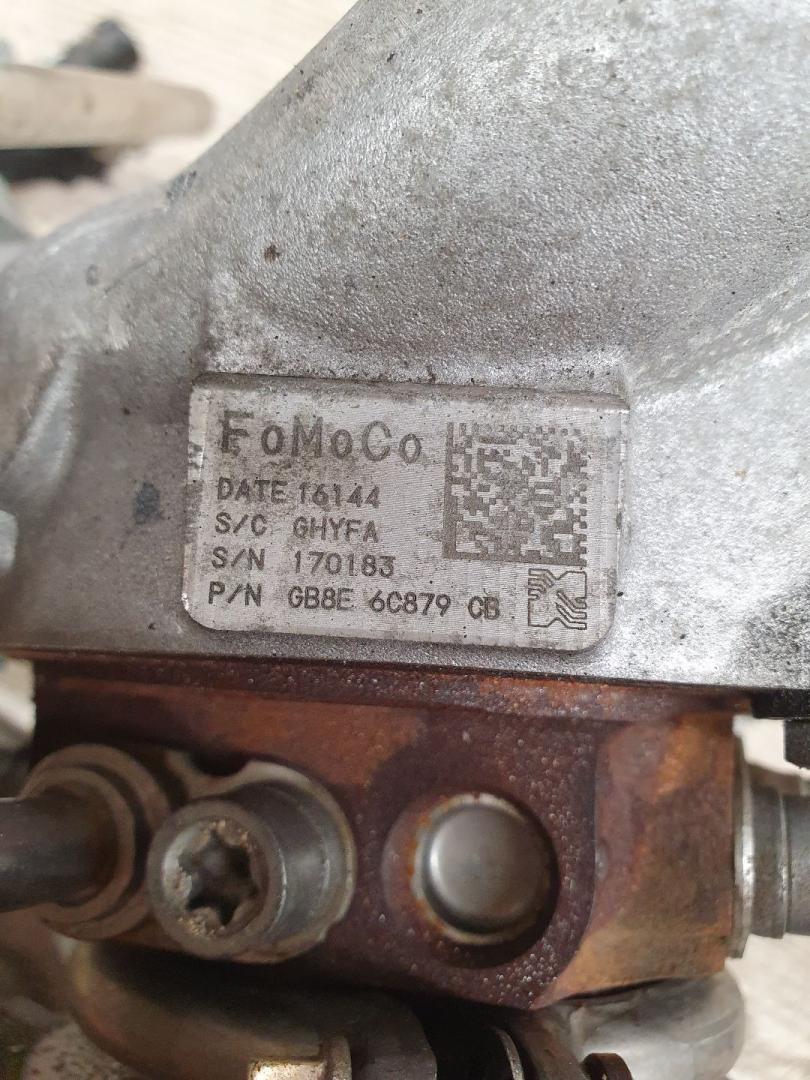 FoMoCo
DATE 16144
S/C GHYFA
S/N 170183
P/N GB8E 6C879 CB